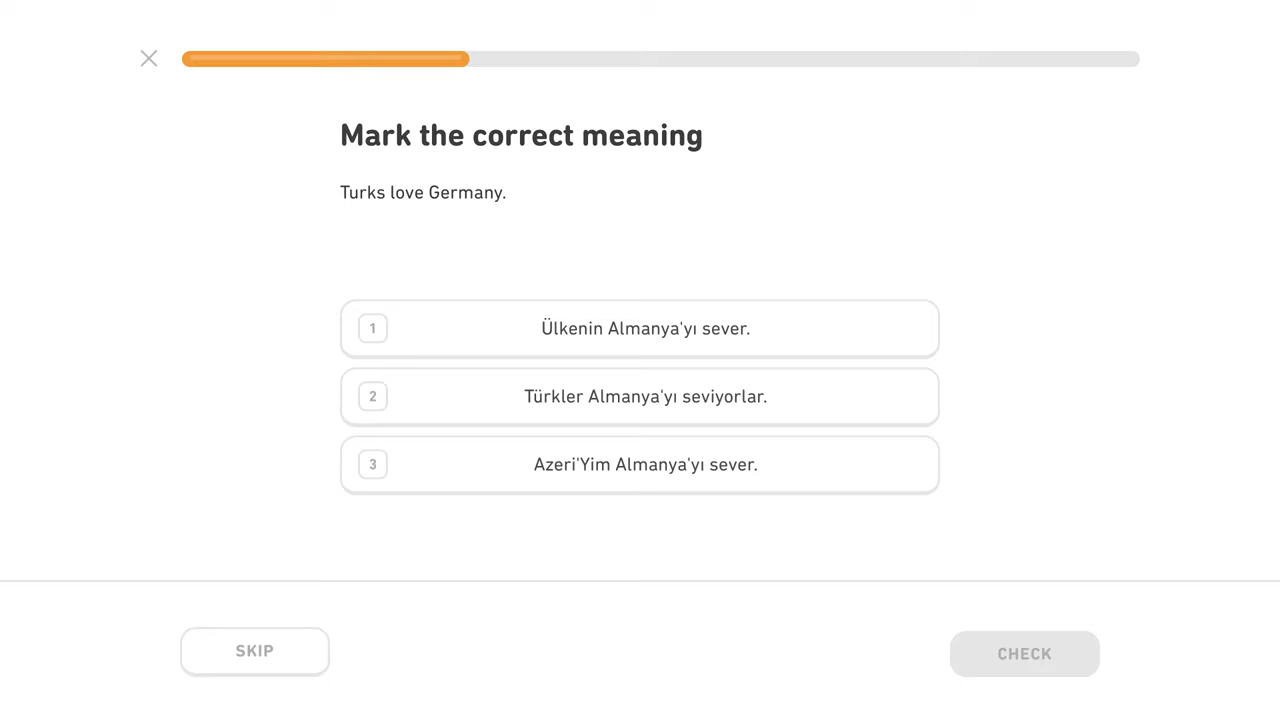 Mark the correct meaning
Turks love Germany.
1 Ülkenin Almanya'yı sever.
2 Türkler Almanya'yı seviyorlar.
3 Azeri'Yim Almanya'yı sever.
SKIP
CHECK